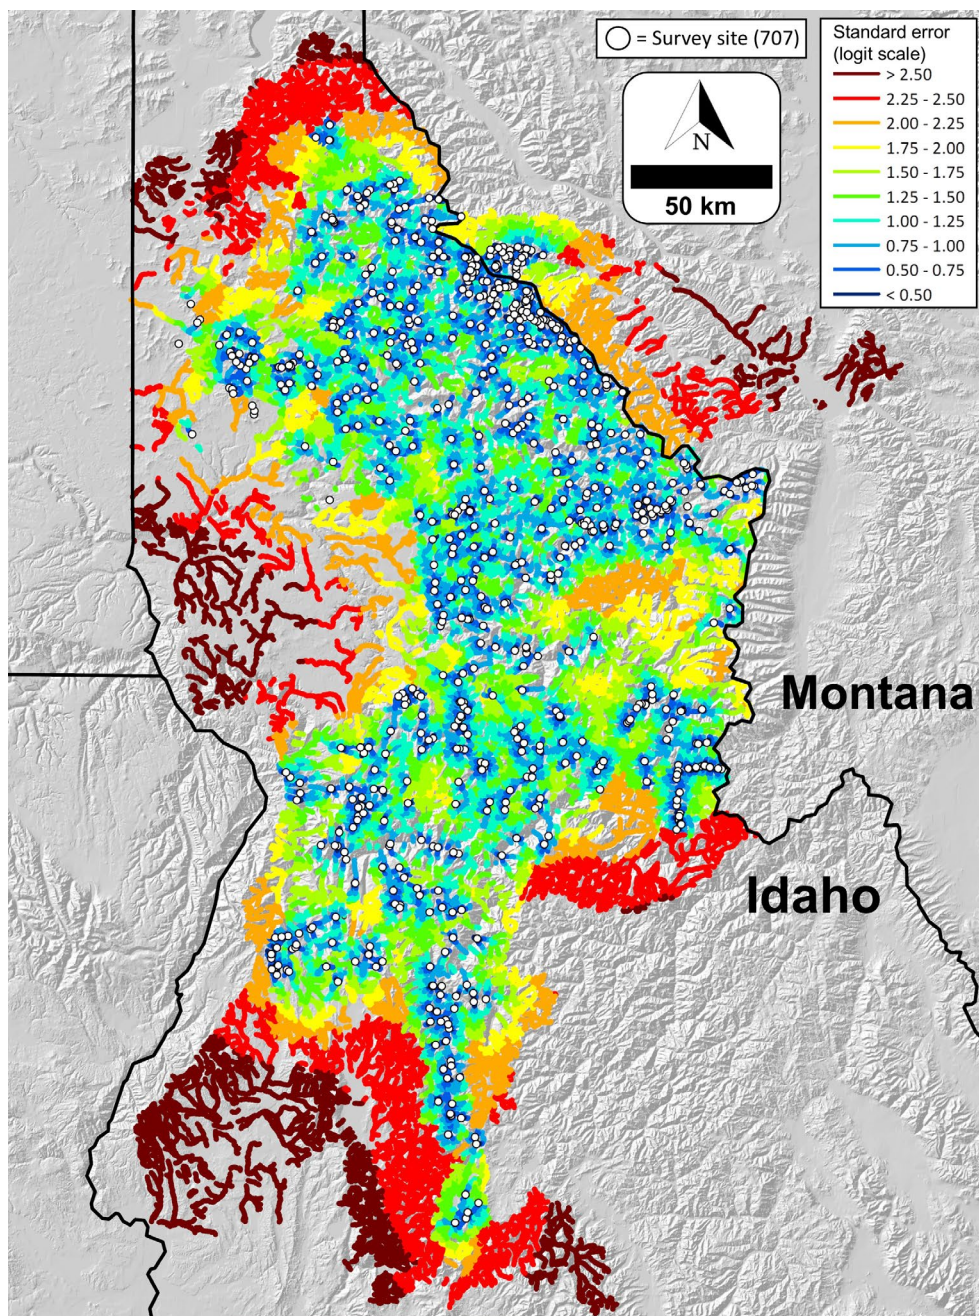 = Survey site (707)
Standard error
(logit scale)
> 2.50
2.25 - 2.50
2.00 - 2.25
1.75 - 2.00
1.50 - 1.75
1.25 - 1.50
1.00 - 1.25
0.75 - 1.00
0.50 - 0.75
< 0.50
N
50 km
Montana
Idaho